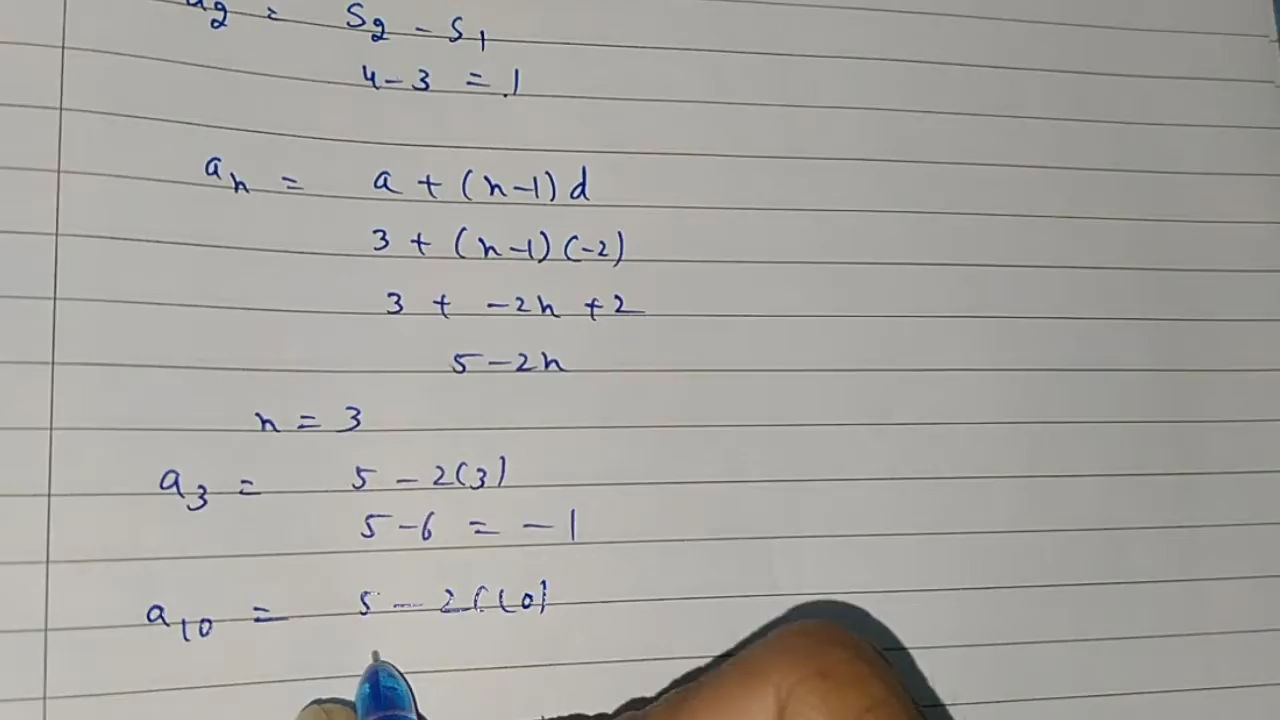 a2 = S2 - S1
4 - 3 = 1
an = a + (n-1) d
3 + (n-1) (-2)
3 + -2n + 2
5 - 2n
n = 3
a3 = 5 - 2(3)
5 - 6 = -1
a10 = 5 - 2(10)